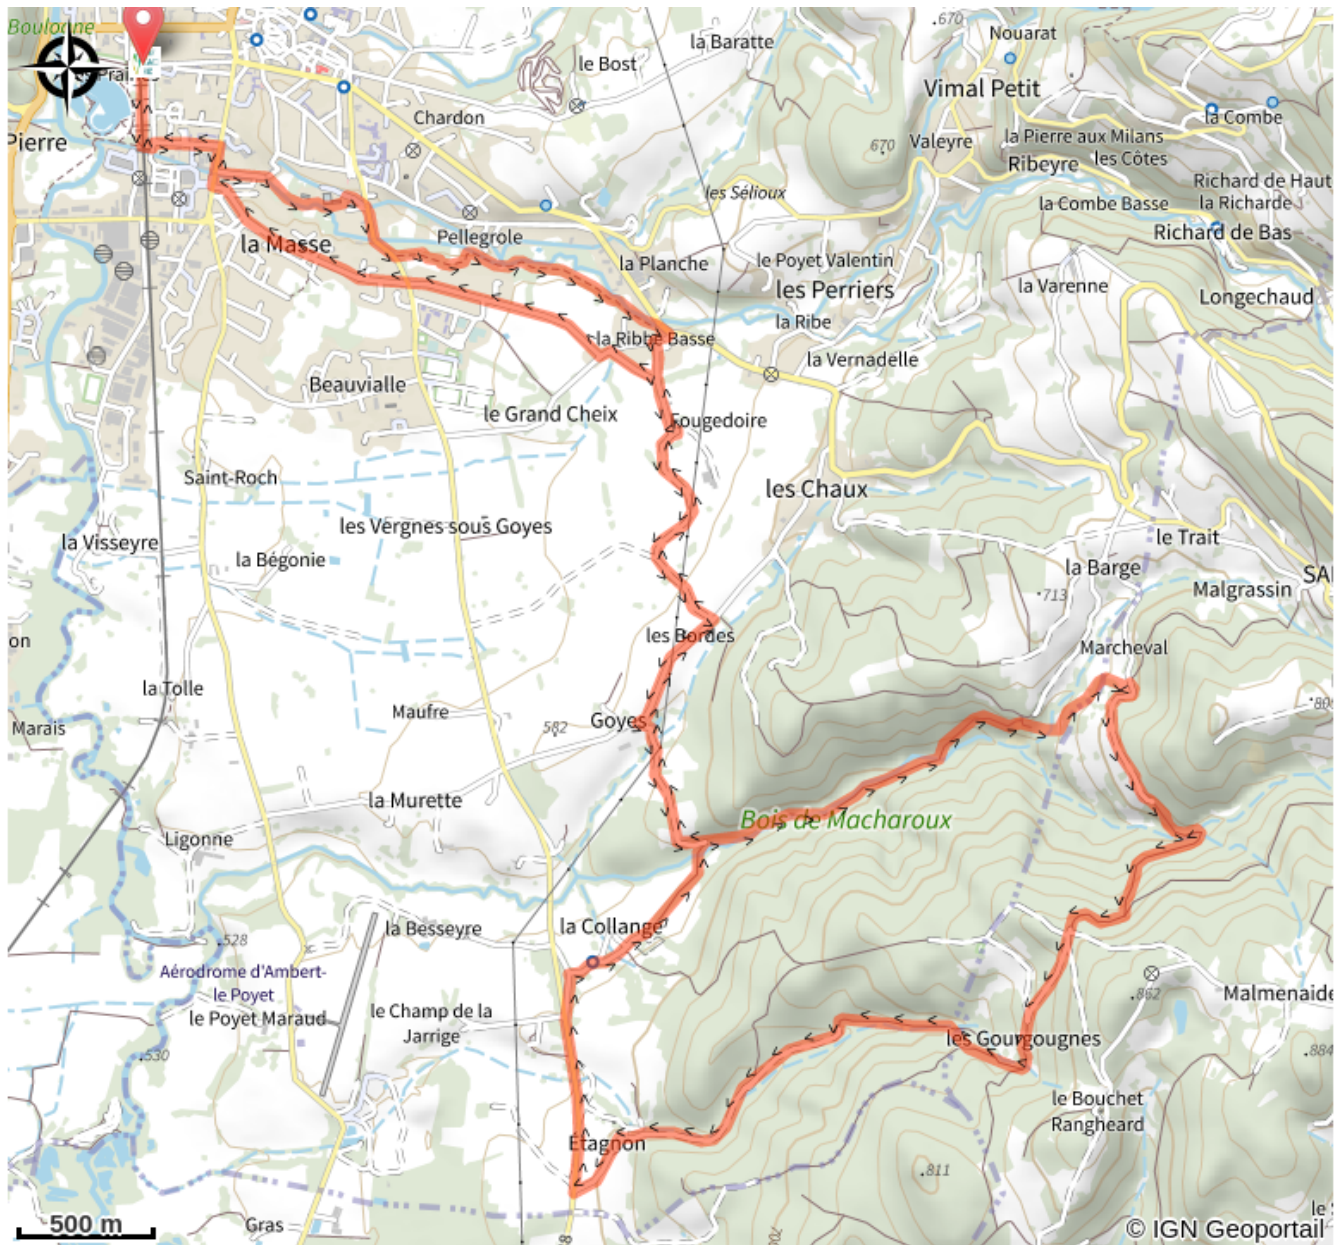 Boulogne
.670
Nouarat
la Baratte
le Bost
Vimal Petit
la Combe
Chardon
Pierre
670
Valeyre
la Pierre aux Milans
les Côtes
Ribeyre
Richard de Haut
les Sélioux
la Combe Basse
la Richarde
Richard de Bas
la Masse
Pellegrole
la Planche
le Poyet Valentin
les Perriers
la Varenne
Longechaud
la Ribe
la Ribbe Basse
la Vernadelle
Beauvialle
le Grand Cheix
Fougedoire
Saint-Roch
les Chaux
les Vergnes sous Goyes
la Visseyre
le Trait
la Bégonie
la Barge
SA
Malgrassin
.713
on
les Bordes
Marcheval
la Tolle
Maufre
Goyes
582
Marais
la Murette
Bois de Macharoux
Ligonne
la Besseyre
la Collange
.528
Aérodrome d'Ambert-
le Poyet
le Poyet Maraud
le Champ de la
Jarrige
.862
Malmenaide
les Gourgougnes
.530
.884
le Bouchet
Rangheard
Étagnon
.811
Gras
500 m
© IGN Geoportail